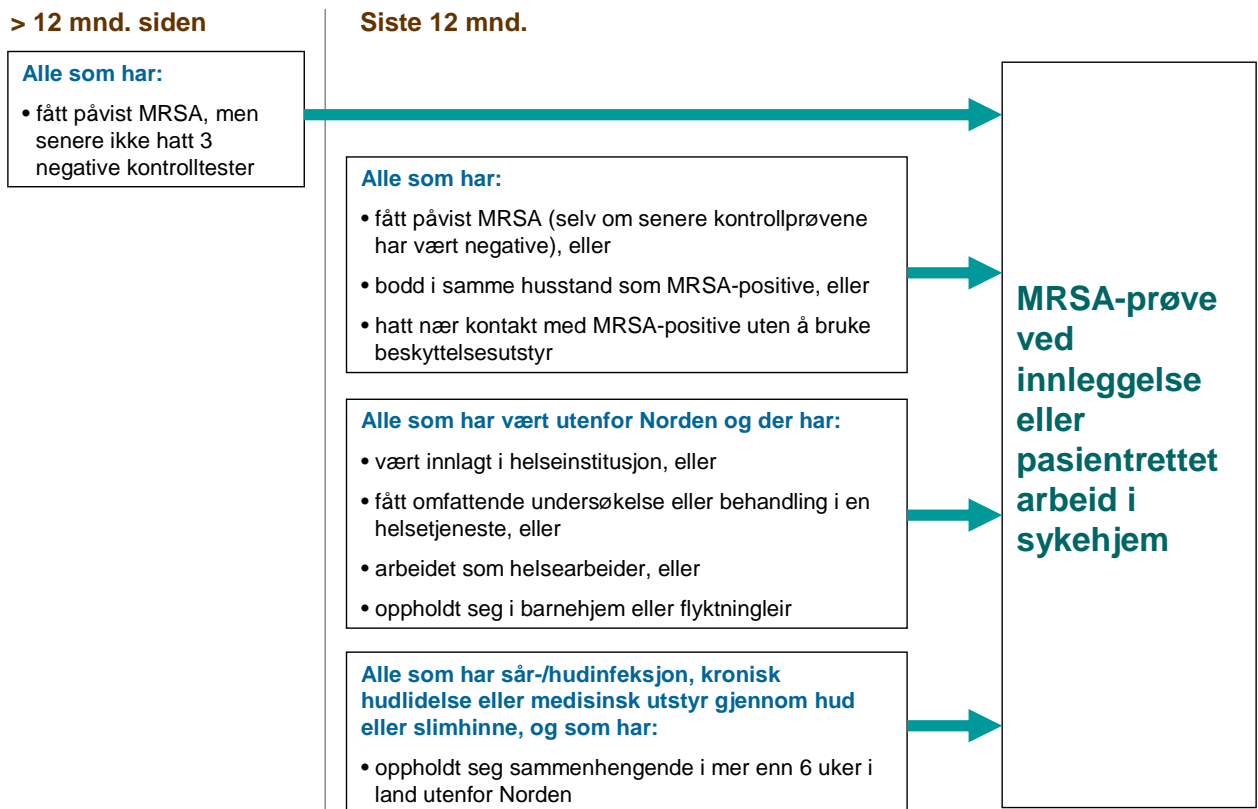 > 12 mnd. siden
Siste 12 mnd.
Alle som har:
• fått påvist MRSA, men
senere ikke hatt 3
negative kontrolltester
Alle som har:
• fått påvist MRSA (selv om senere kontrollprøvene
har vært negative), eller
• bodd i samme husstand som MRSA-positive, eller
• hatt nær kontakt med MRSA-positive uten å bruke
beskyttelsesutstyr
Alle som har vært utenfor Norden og der har:
• vært innlagt i helseinstitusjon, eller
• fått omfattende undersøkelse eller behandling i en
helsetjeneste, eller
• arbeidet som helsearbeider, eller
• oppholdt seg i barnehjem eller flyktningleir
Alle som har sår-/hudinfeksjon, kronisk
hudlidelse eller medisinsk utstyr gjennom hud
eller slimhinne, og som har:
• oppholdt seg sammenhengende i mer enn 6 uker i
land utenfor Norden
MRSA-prøve
ved
innleggelse
eller
pasientrettet
arbeid i
sykehjem